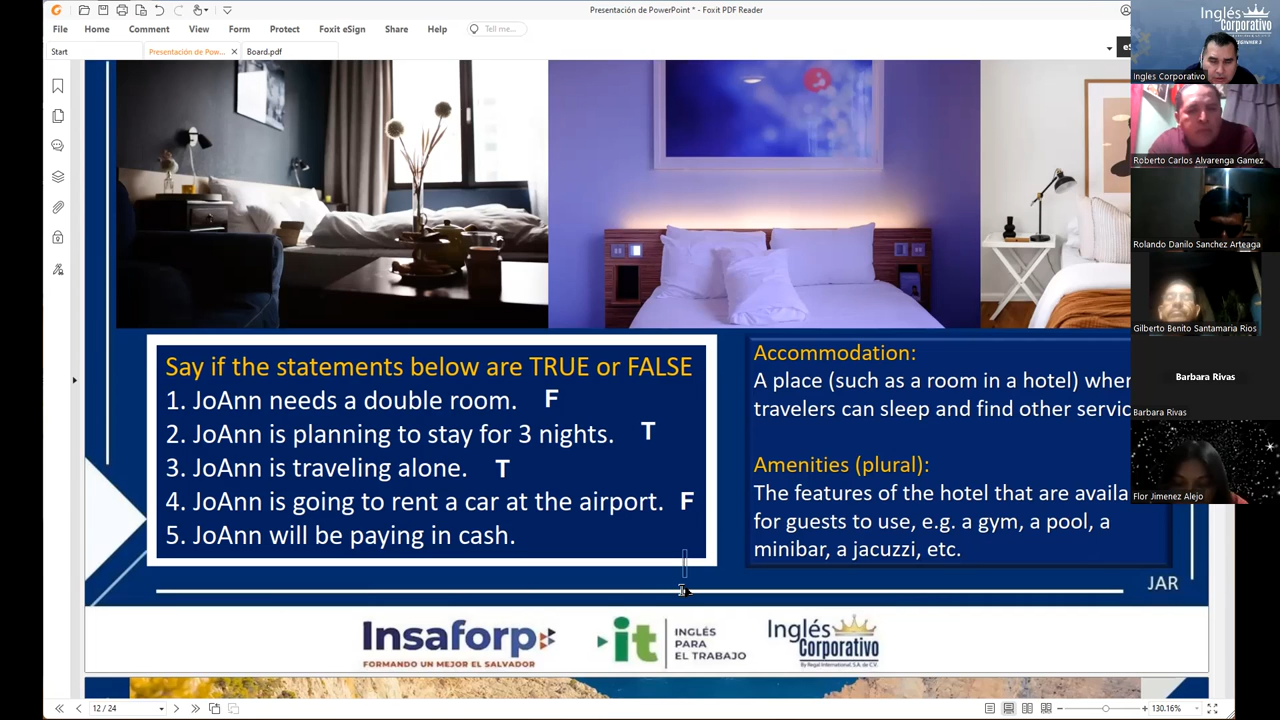 Presentación de PowerPoint * - Foxit PDF Reader
File Home Comment View Form Protect Foxit eSign Share Help Tell me...
Start Presentación de Pow... Board.pdf
Say if the statements below are TRUE or FALSE
1. JoAnn needs a double room. F
2. JoAnn is planning to stay for 3 nights. T
3. JoAnn is traveling alone. T
4. JoAnn is going to rent a car at the airport. F
5. JoAnn will be paying in cash.
Accommodation:
A place (such as a room in a hotel) wher
travelers can sleep and find other servic
Amenities (plural):
The features of the hotel that are availa
for guests to use, e.g. a gym, a pool, a
minibar, a jacuzzi, etc.
JAR
Insaforp
FORMANDO UN MEJOR EL SALVADOR
it
INGLÉS
PARA
EL TRABAJO
Inglés
Corporativo
By Regal International, S.A. de C.V.
12 / 24
130.16%
Inglés
Corporativo
Ingles Corporativo
Roberto Carlos Alvarenga Gamez
Rolando Danilo Sanchez Arteaga
Gilberto Benito Santamaria Rios
Barbara Rivas
Barbara Rivas
Flor Jimenez Alejo